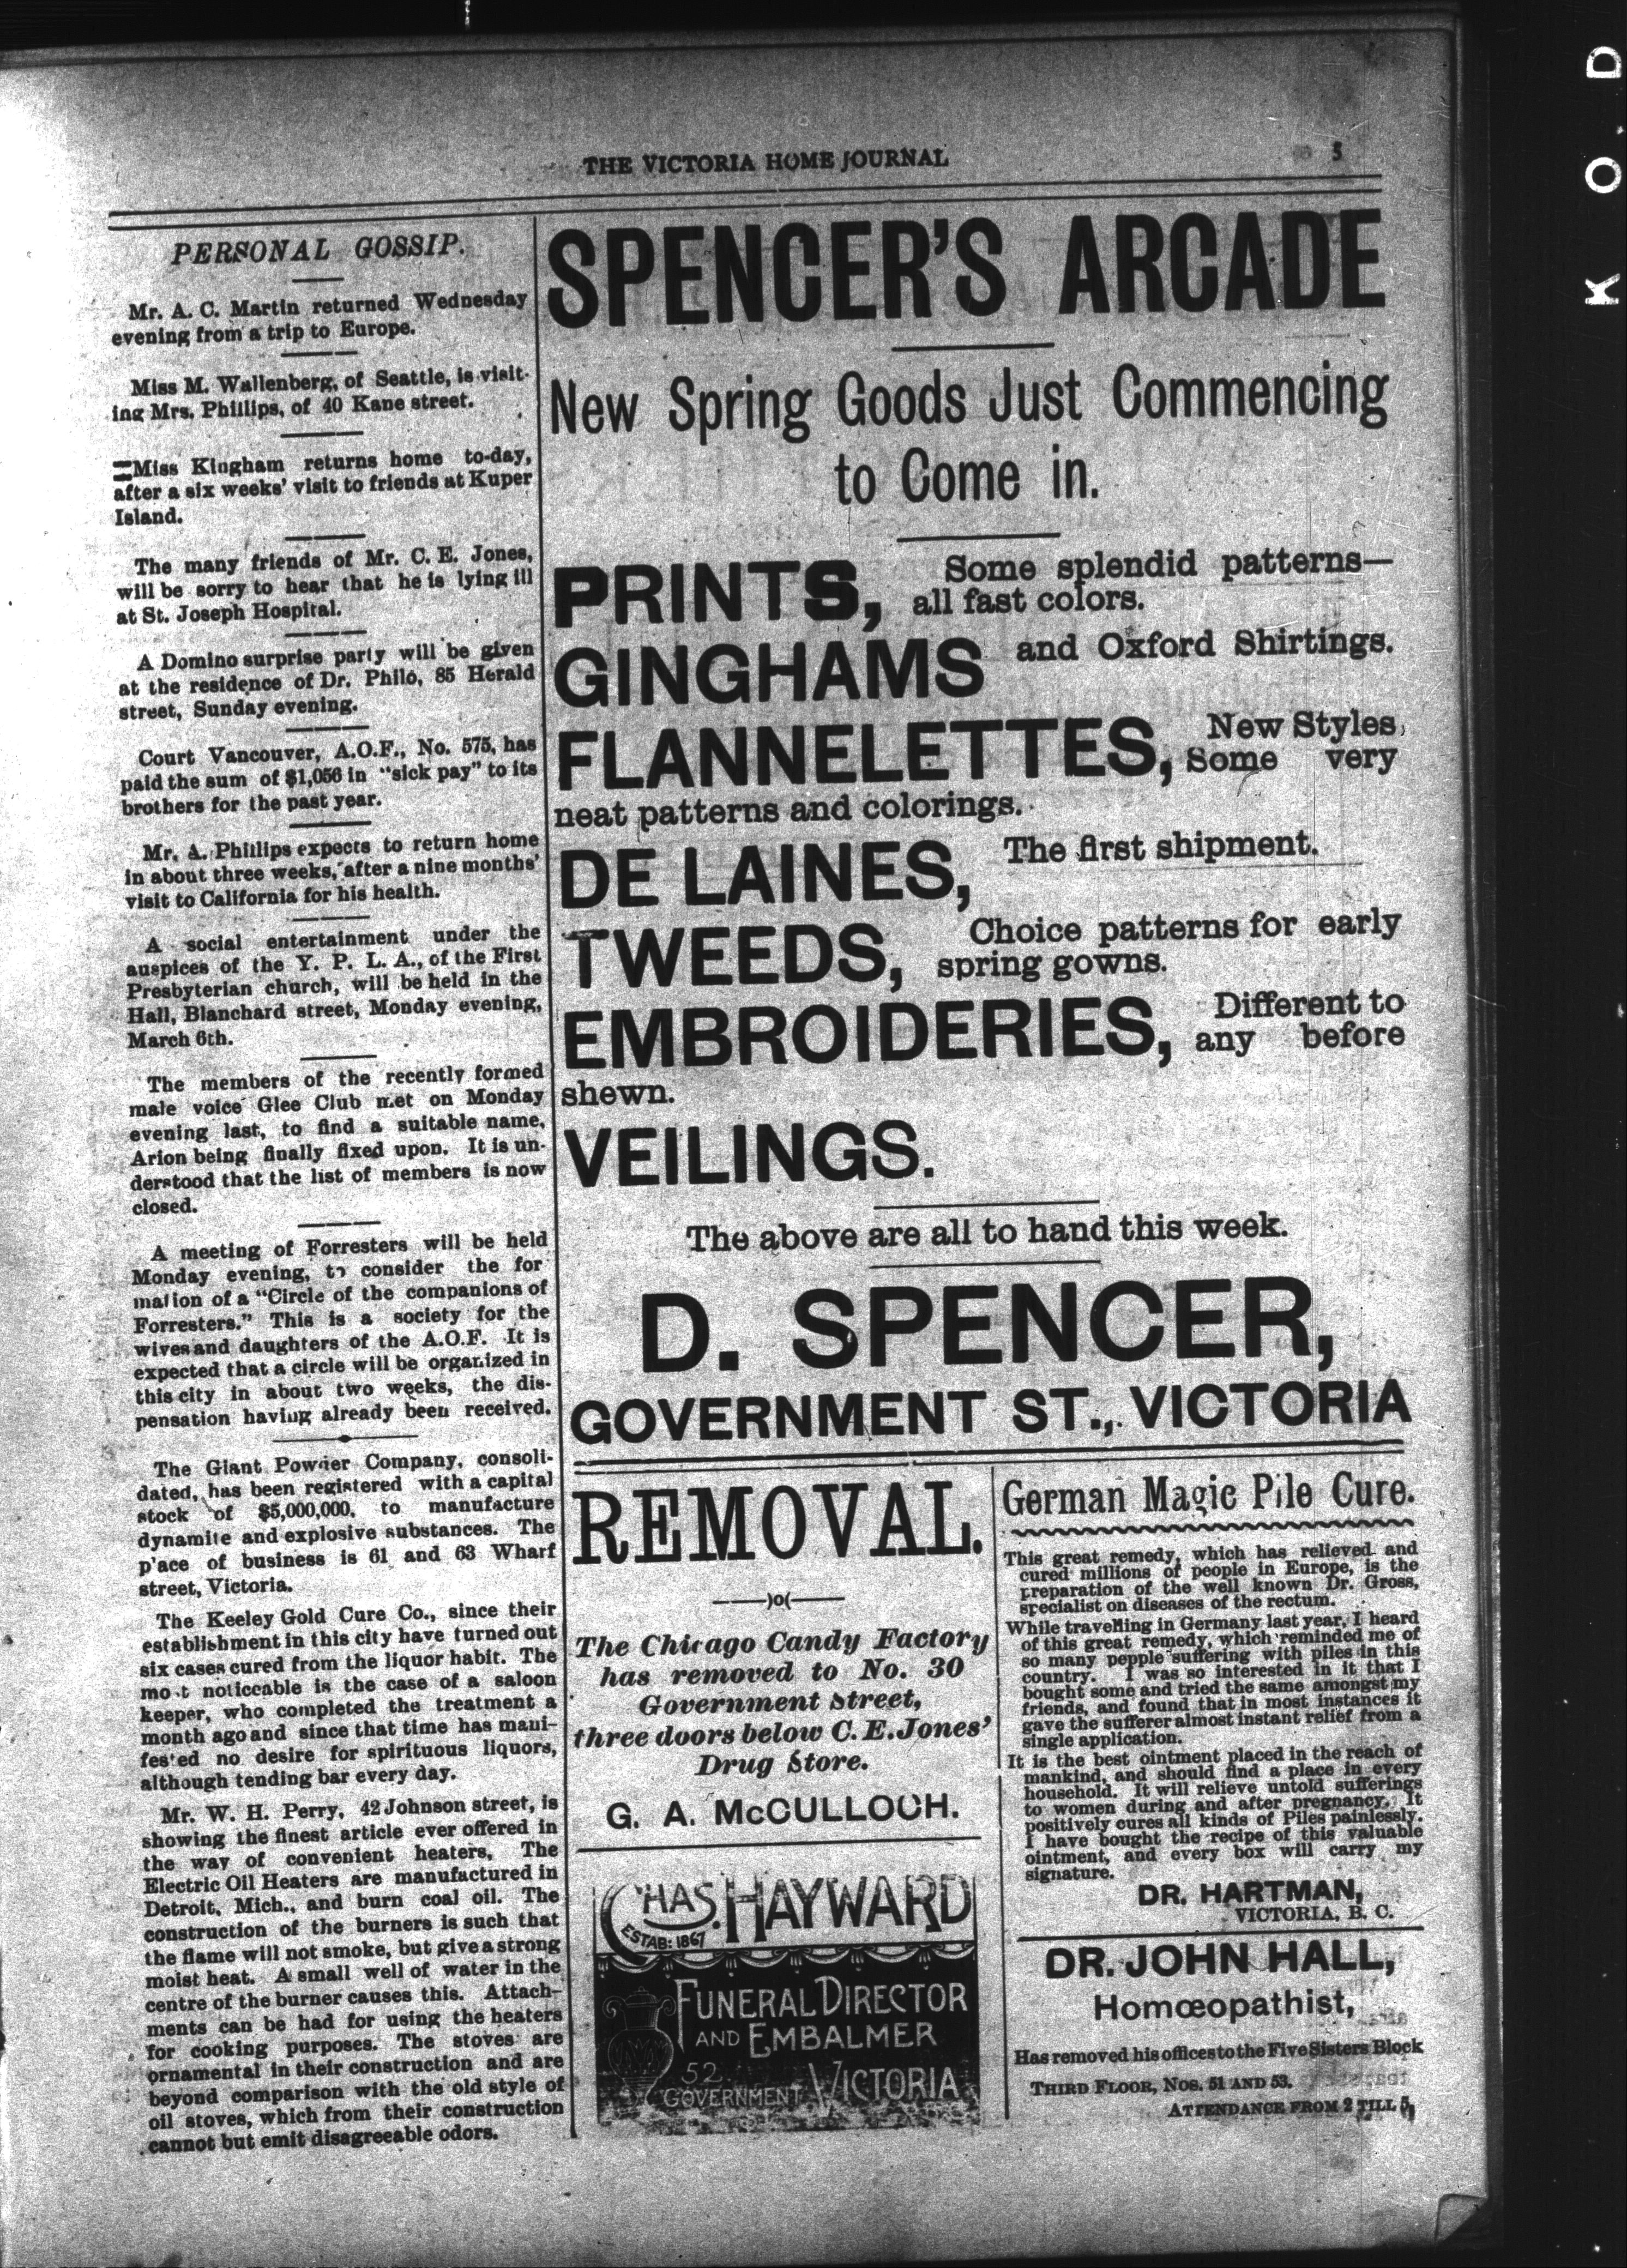 THE VICTORIA HOME JOURNAL
5
PERSONAL GOSSIP.
Mr. A. C. Martin returned Wednesday
evening from a trip to Europe.
Miss M. Wallenberg, of Seattle, is visit-
ing Mrs. Phillips, of 40 Kane street.
Miss Kingham returns home to-day,
after a six weeks' visit to friends at Kuper
Island.
The many friends of Mr. C. E. Jones,
will be sorry to hear that he is lying ill
at St. Joseph Hospital.
A Domino surprise party will be given
at the residence of Dr. Philo, 85 Herald
street, Sunday evening.
Court Vancouver, A.O.F., No. 575, has
paid the sum of $1,056 in "sick pay" to its
brothers for the past year.
Mr. A. Phillips expects to return home
in about three weeks, after a nine months'
visit to California for his health.
A social entertainment under the
auspices of the Y. P. L. A., of the First
Presbyterian church, will be held in the
Hall, Blanchard street, Monday evening,
March 6th.
The members of the recently formed
male voice Glee Club met on Monday
evening last, to find a suitable name,
Arion being finally fixed upon. It is un-
derstood that the list of members is now
closed.
A meeting of Forresters will be held
Monday evening, to consider the for
mation of a "Circle of the companions of
Forresters." This is a society for the
wives and daughters of the A.O.F. It is
expected that a circle will be organized in
this city in about two weeks, the dis-
pensation having already been received.
The Giant Powder Company, consoli-
dated, has been registered with a capital
stock of $5,000,000, to manufacture
dynamite and explosive substances. The
p'ace of business is 61 and 63 Wharf
street, Victoria.
The Keeley Gold Cure Co., since their
establishment in this city have turned out
six cases cured from the liquor habit. The
most noticeable is the case of a saloon
keeper, who completed the treatment a
month ago and since that time has mani-
fested no desire for spirituous liquors,
although tending bar every day.
Mr. W. H. Perry, 42 Johnson street, is
showing the finest article ever offered in
the way of convenient heaters, The
Electric Oil Heaters are manufactured in
Detroit, Mich., and burn coal oil. The
construction of the burners is such that
the flame will not smoke, but give a strong
moist heat. A small well of water in the
centre of the burner causes this. Attach-
ments can be had for using the heaters
for cooking purposes. The stoves are
ornamental in their construction and are
beyond comparison with the old style of
oil stoves, which from their construction
cannot but emit disagreeable odors.
SPENCER'S ARCADE
New Spring Goods Just Commencing
to Come in.
PRINTS, Some splendid patterns—
all fast colors.
GINGHAMS and Oxford Shirtings.
FLANNELETTES, New Styles,
Some very
neat patterns and colorings.
DE LAINES, The first shipment.
TWEEDS, Choice patterns for early
spring gowns.
EMBROIDERIES, Different to
any before
shewn.
VEILINGS.
The above are all to hand this week.
D. SPENCER,
GOVERNMENT ST., VICTORIA
REMOVAL.
——)o(——
The Chicago Candy Factory
has removed to No. 30
Government Street,
three doors below C. E. Jones'
Drug Store.
G. A. McCULLOCH.
CHAS. HAYWARD
ESTAB: 1867
FUNERAL DIRECTOR
AND EMBALMER
52
GOVERNMENT VICTORIA
German Magic Pile Cure.
This great remedy, which has relieved and
cured millions of people in Europe, is the
preparation of the well known Dr. Gross,
specialist on diseases of the rectum.
While travelling in Germany last year, I heard
of this great remedy, which reminded me of
so many people suffering with piles in this
country. I was so interested in it that I
bought some and tried the same amongst my
friends, and found that in most instances it
gave the sufferer almost instant relief from a
single application.
It is the best ointment placed in the reach of
mankind, and should find a place in every
household. It will relieve untold sufferings
to women during and after pregnancy. It
positively cures all kinds of Piles painlessly.
I have bought the recipe of this valuable
ointment, and every box will carry my
signature.
DR. HARTMAN,
VICTORIA, B. C.
DR. JOHN HALL,
Homœopathist,
Has removed his offices to the Five Sisters Block
THIRD FLOOR, NOS. 51 AND 53.
ATTENDANCE FROM 2 TILL 5,
K O D